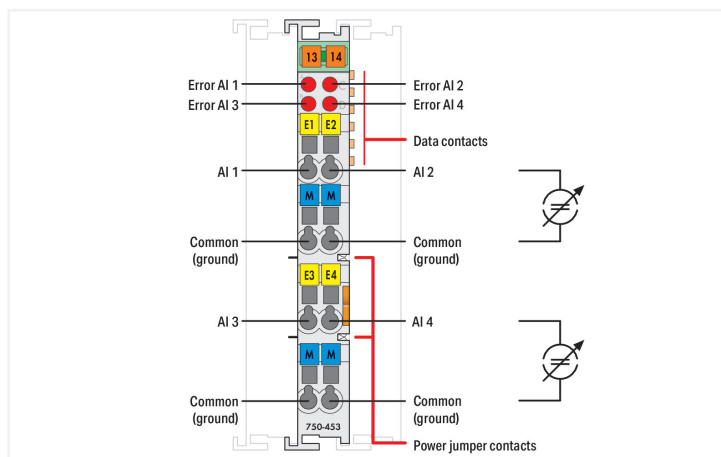 13 14
Error AI 1
Error AI 2
Error AI 3
Error AI 4
E1 E2
Data contacts
AI 1
AI 2
M M
Common
(ground)
Common
(ground)
E3 E4
AI 3
AI 4
M M
Common
(ground)
Common
(ground)
750-453
Power jumper contacts